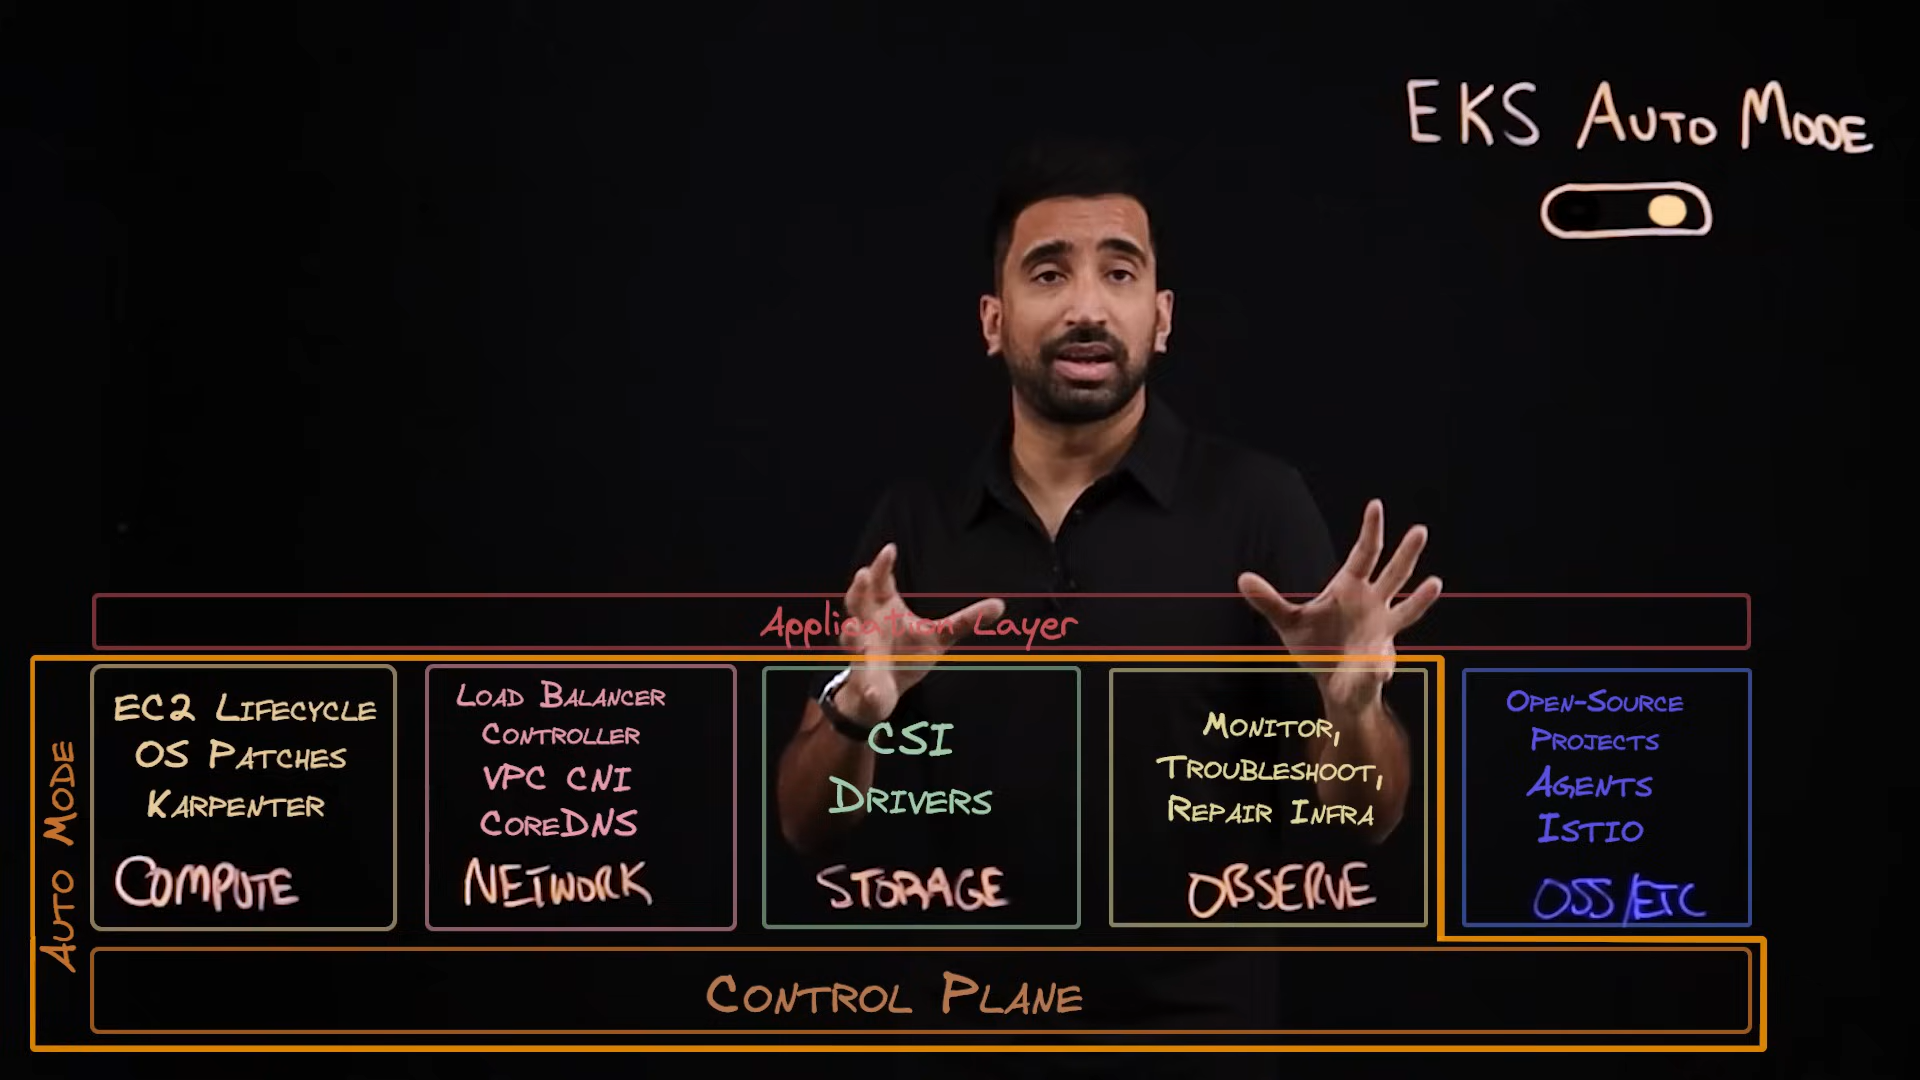 EKS AUTO MODE
Application Layer
AUTO MODE
EC2 LIFECYCLE
OS PATCHES
KARPENTER
COMPUTE
LOAD BALANCER
CONTROLLER
VPC CNI
COREDNS
NETWORK
CSI
DRIVERS
STORAGE
MONITOR,
TROUBLESHOOT,
REPAIR INFRA
OBSERVE
OPEN-SOURCE
PROJECTS
AGENTS
ISTIO
OSS/ETC
CONTROL PLANE